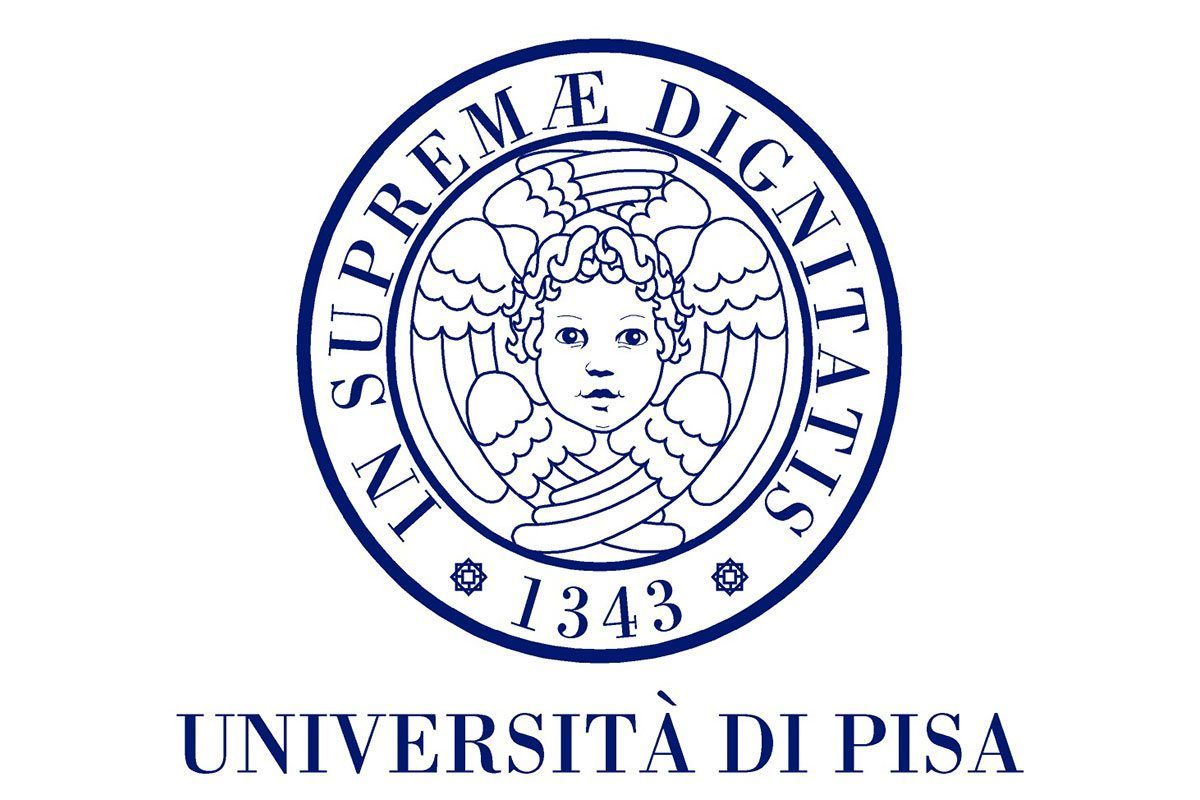 IN SUPREMÆ DIGNITATIS
1343
UNIVERSITÀ DI PISA